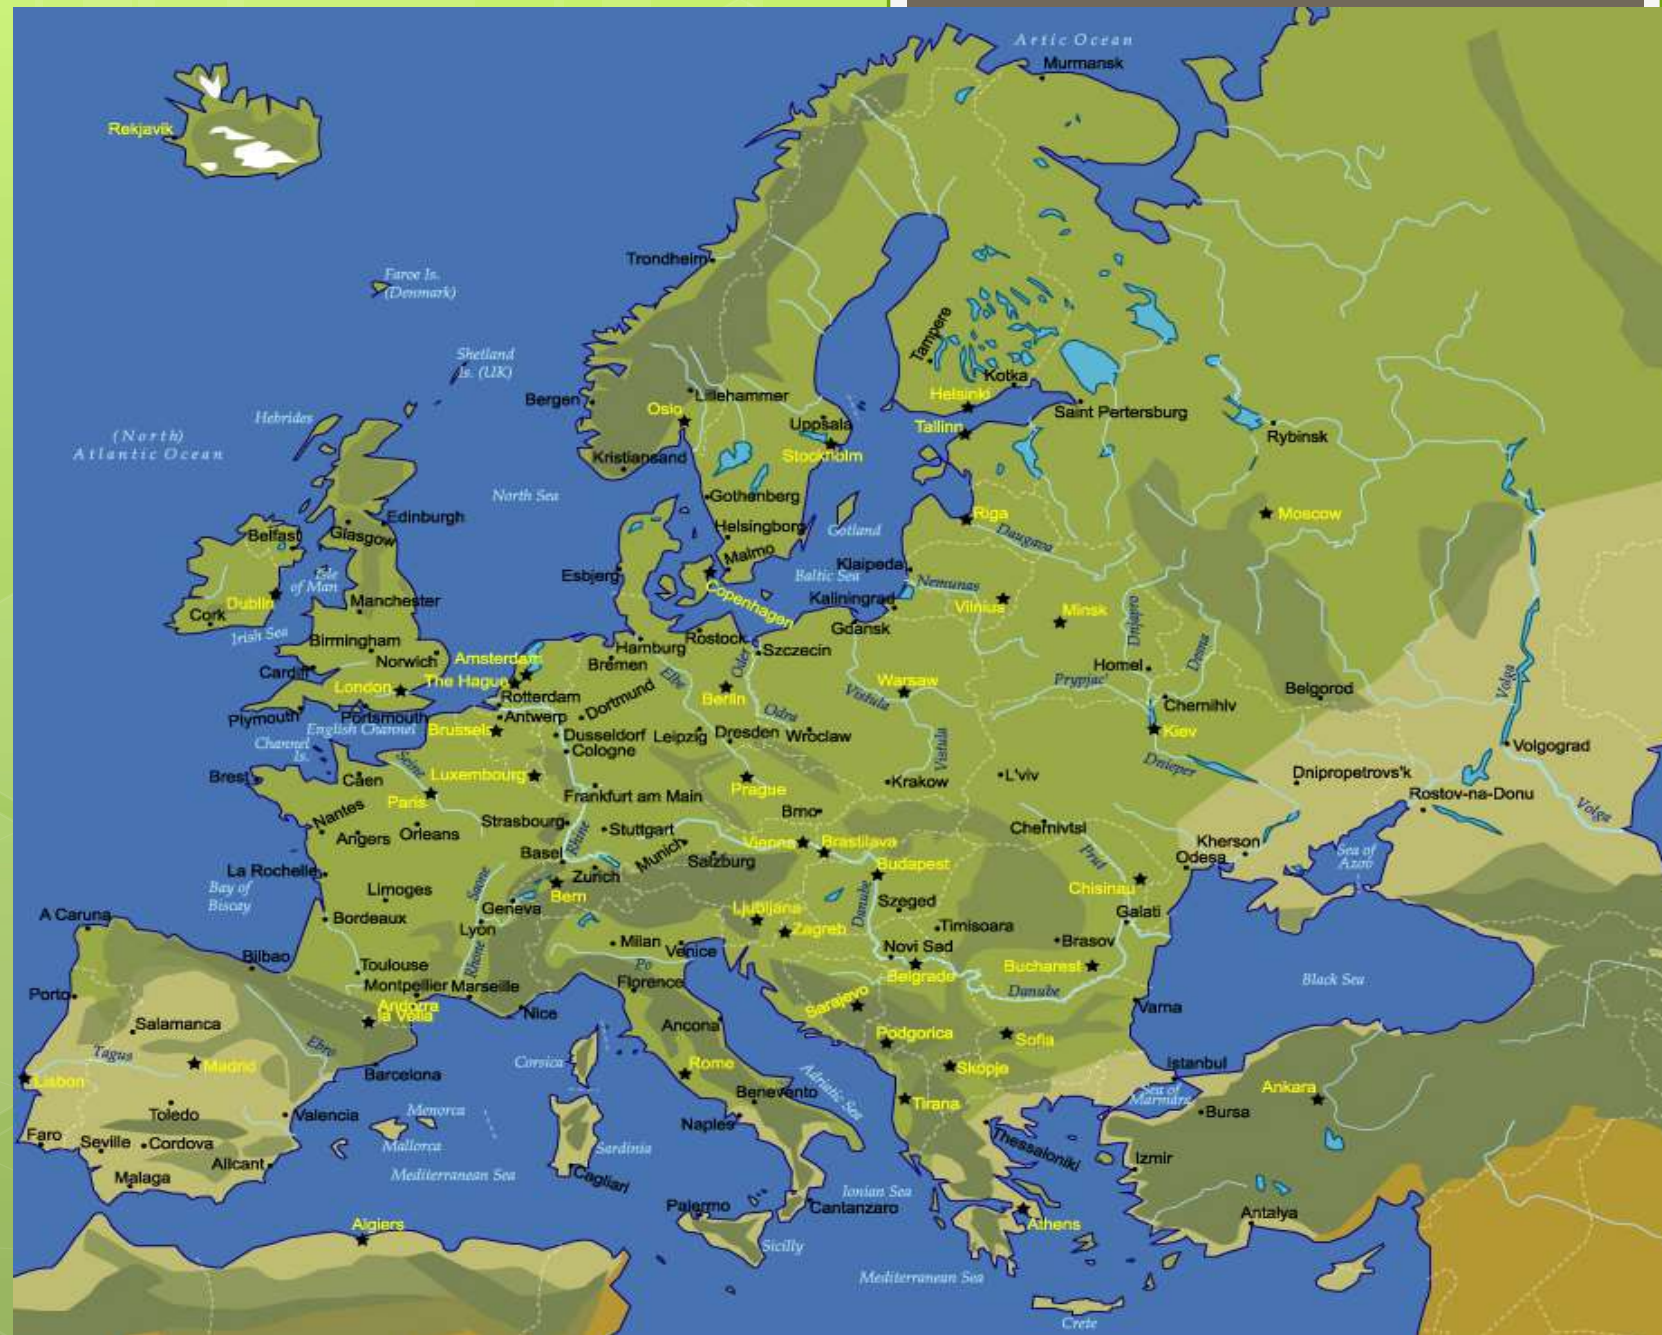 Artic Ocean
Murmansk
Rekjavik
Trondheim
Faroe Is.
(Denmark)
Shetland
Is. (UK)
Tampere
Kotka
Bergen
Lillehammer
Helsinki
Oslo
Saint Pertersburg
Hebrides
Uppsala
Tallinn
(North)
Atlantic Ocean
Rybinsk
Kristiansand
Stockholm
North Sea
Gothenberg
Edinburgh
Riga
Moscow
Belfast
Glasgow
Helsingborg
Gotland
Daugava
Malmo
Esbjerg
Baltic Sea
Klaipeda
Isle
of Man
Nemunas
Dublin
Manchester
Copenhagen
Kaliningrad
Vilnius
Minsk
Dnjapro
Cork
Gdansk
Irish Sea
Birmingham
Hamburg
Rostock
Szczecin
Desna
Norwich
Amsterdam
Bremen
Oder
Homel
Cardiff
London
The Hague
Elbe
Warsaw
Prypjac'
Volga
Rotterdam
Dortmund
Berlin
Vistula
Belgorod
Chernihiv
Plymouth
Portsmouth
Antwerp
Odra
English Channel
Brussels
Dusseldorf
Leipzig
Dresden
Wroclaw
Vistula
Kiev
Channel
Is.
Cologne
Volgograd
Seine
Dnieper
Brest
Caen
Luxembourg
Krakow
L'viv
Dnipropetrovs'k
Paris
Frankfurt am Main
Prague
Rostov-na-Donu
Nantes
Brno
Volga
Angers
Orleans
Strasbourg
Rhine
Stuttgart
Chernivtsi
Vienna
Brastilava
Kherson
Basel
Munich
Salzburg
Prut
Odesa
Sea of
Azov
La Rochelle
Zurich
Budapest
Bay of
Biscay
Limoges
Saone
Bern
Chisinau
Geneva
Danube
Szeged
A Caruna
Bordeaux
Ljubljana
Galati
Lyon
Zagreb
Timisoara
Milan
Venice
Novi Sad
Brasov
Bilbao
Toulouse
Rhone
Po
Belgrade
Bucharest
Black Sea
Porto
Montpellier
Marseille
Florence
Danube
Andorra
la Vella
Nice
Sarajevo
Varna
Salamanca
Ancona
Podgorica
Sofia
Tagus
Ebro
Corsica
Rome
Skopje
Istanbul
Lisbon
Madrid
Barcelona
Adriatic Sea
Ankara
Benevento
Sea of
Marmara
Toledo
Valencia
Menorca
Naples
Tirana
Bursa
Faro
Seville
Cordova
Mallorca
Sardinia
Thessaloniki
Izmir
Alicant
Malaga
Mediterranean Sea
Cagliari
Ionian Sea
Palermo
Cantanzaro
Antalya
Algiers
Athens
Sicilly
Mediterranean Sea
Crete